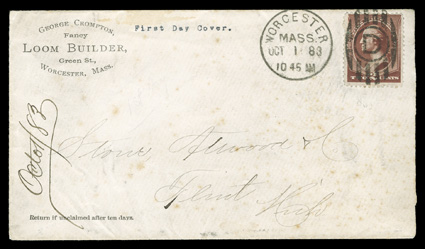 GEORGE CROMPTON,
Fancy
LOOM BUILDER,
Green St.,
WORCESTER, MASS.
First Day Cover.
WORCESTER
MASS.
OCT 1 83
10 45 AM
Octo 1/83
Stone Atwood & Co
Flint
Mich
Return if unclaimed after ten days.